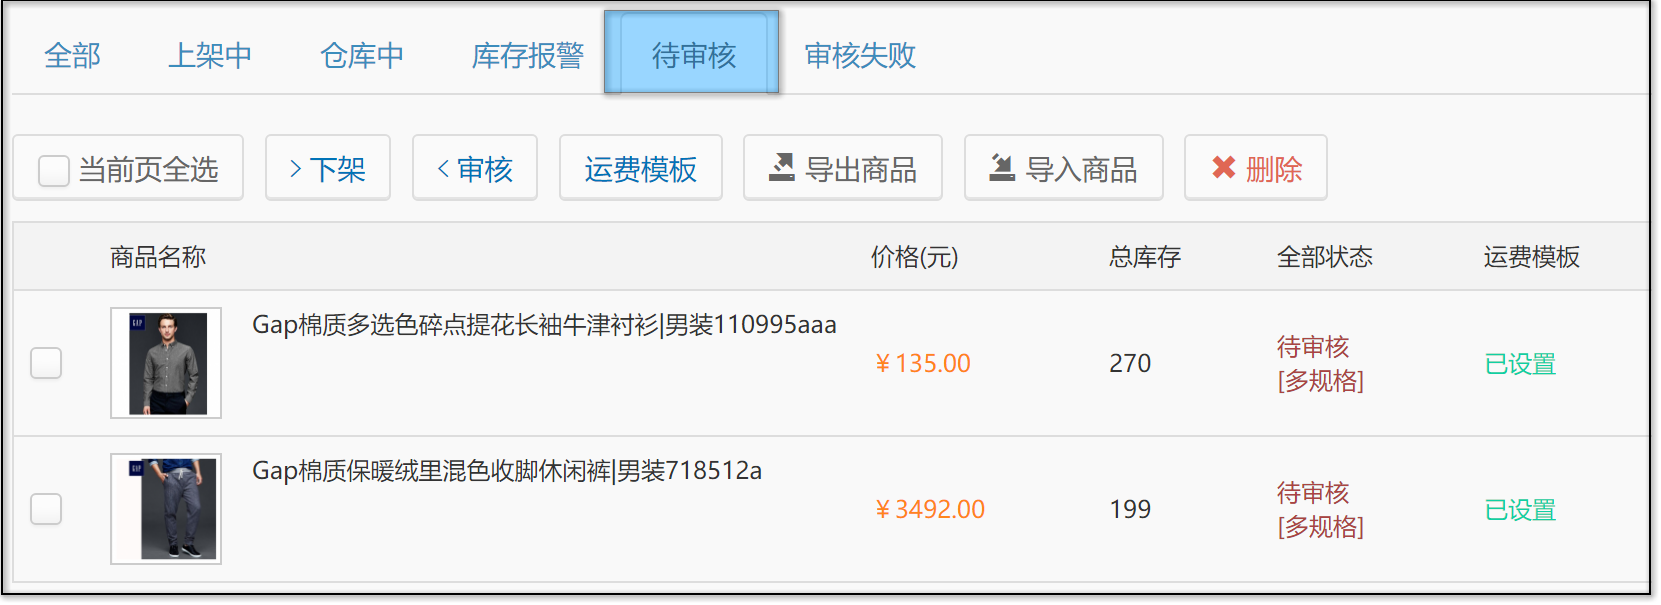 全部 上架中 仓库中 库存报警 待审核 审核失败
当前页全选 > 下架 < 审核 运费模板 导出商品 导入商品 删除
商品名称 价格(元) 总库存 全部状态 运费模板
GAP
Gap棉质多选色碎点提花长袖牛津衬衫|男装110995aaa
¥135.00 270 待审核 已设置
[多规格]
GAP
Gap棉质保暖绒里混色收脚休闲裤|男装718512a
¥3492.00 199 待审核 已设置
[多规格]